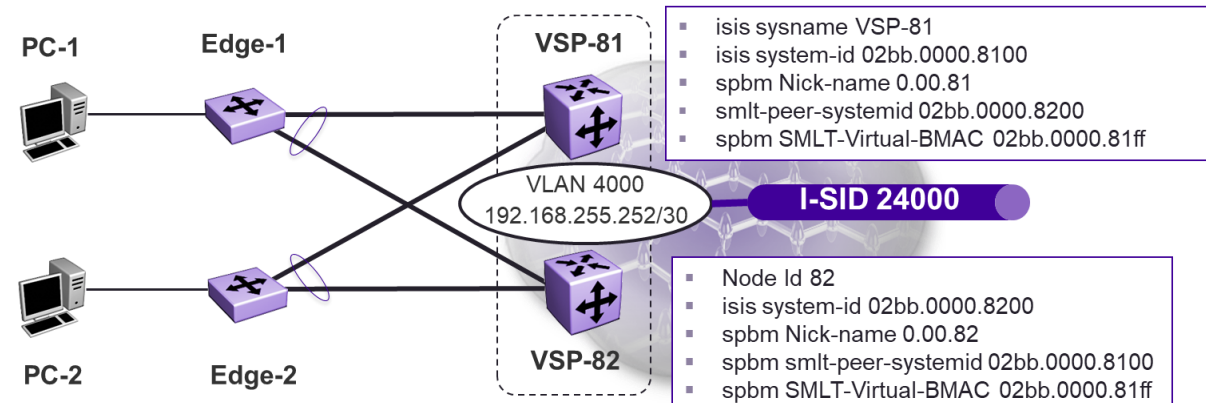 PC-1
Edge-1
VSP-81
▪ isis sysname VSP-81
▪ isis system-id 02bb.0000.8100
▪ spbm Nick-name 0.00.81
▪ smlt-peer-systemid 02bb.0000.8200
▪ spbm SMLT-Virtual-BMAC 02bb.0000.81ff
VLAN 4000
192.168.255.252/30
I-SID 24000
PC-2
Edge-2
VSP-82
▪ Node Id 82
▪ isis system-id 02bb.0000.8200
▪ spbm Nick-name 0.00.82
▪ spbm smlt-peer-systemid 02bb.0000.8100
▪ spbm SMLT-Virtual-BMAC 02bb.0000.81ff